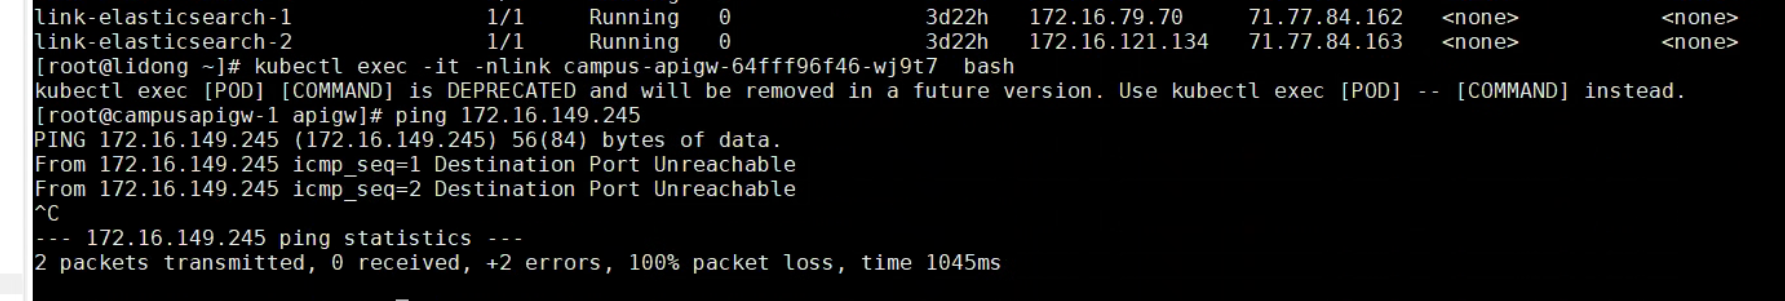 link-elasticsearch-1 1/1 Running 0 3d22h 172.16.79.70 71.77.84.162 <none> <none>
link-elasticsearch-2 1/1 Running 0 3d22h 172.16.121.134 71.77.84.163 <none> <none>
[root@lidong ~]# kubectl exec -it -nlink campus-apigw-64fff96f46-wj9t7  bash
kubectl exec [POD] [COMMAND] is DEPRECATED and will be removed in a future version. Use kubectl exec [POD] -- [COMMAND] instead.
[root@campusapigw-1 apigw]# ping 172.16.149.245
PING 172.16.149.245 (172.16.149.245) 56(84) bytes of data.
From 172.16.149.245 icmp_seq=1 Destination Port Unreachable
From 172.16.149.245 icmp_seq=2 Destination Port Unreachable
^C
--- 172.16.149.245 ping statistics ---
2 packets transmitted, 0 received, +2 errors, 100% packet loss, time 1045ms